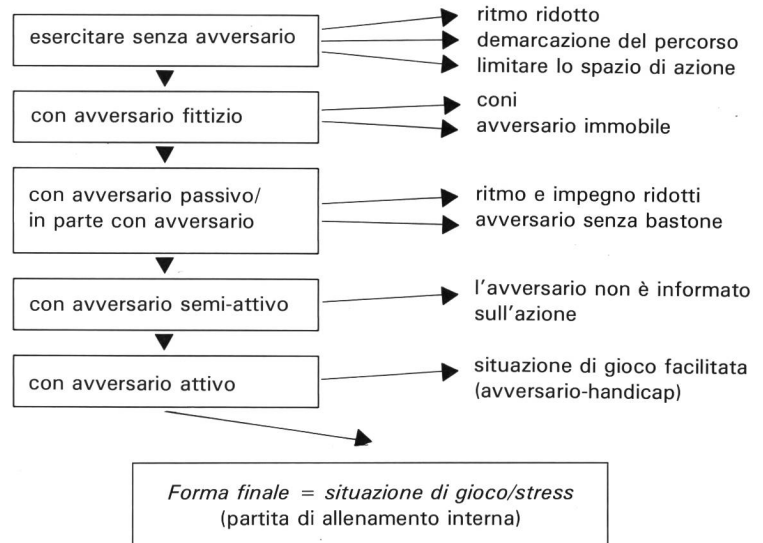 esercitare senza avversario
ritmo ridotto
demarcazione del percorso
limitare lo spazio di azione
con avversario fittizio
coni
avversario immobile
con avversario passivo/
in parte con avversario
ritmo e impegno ridotti
avversario senza bastone
con avversario semi-attivo
l'avversario non è informato
sull'azione
con avversario attivo
situazione di gioco facilitata
(avversario-handicap)
Forma finale = situazione di gioco/stress
(partita di allenamento interna)